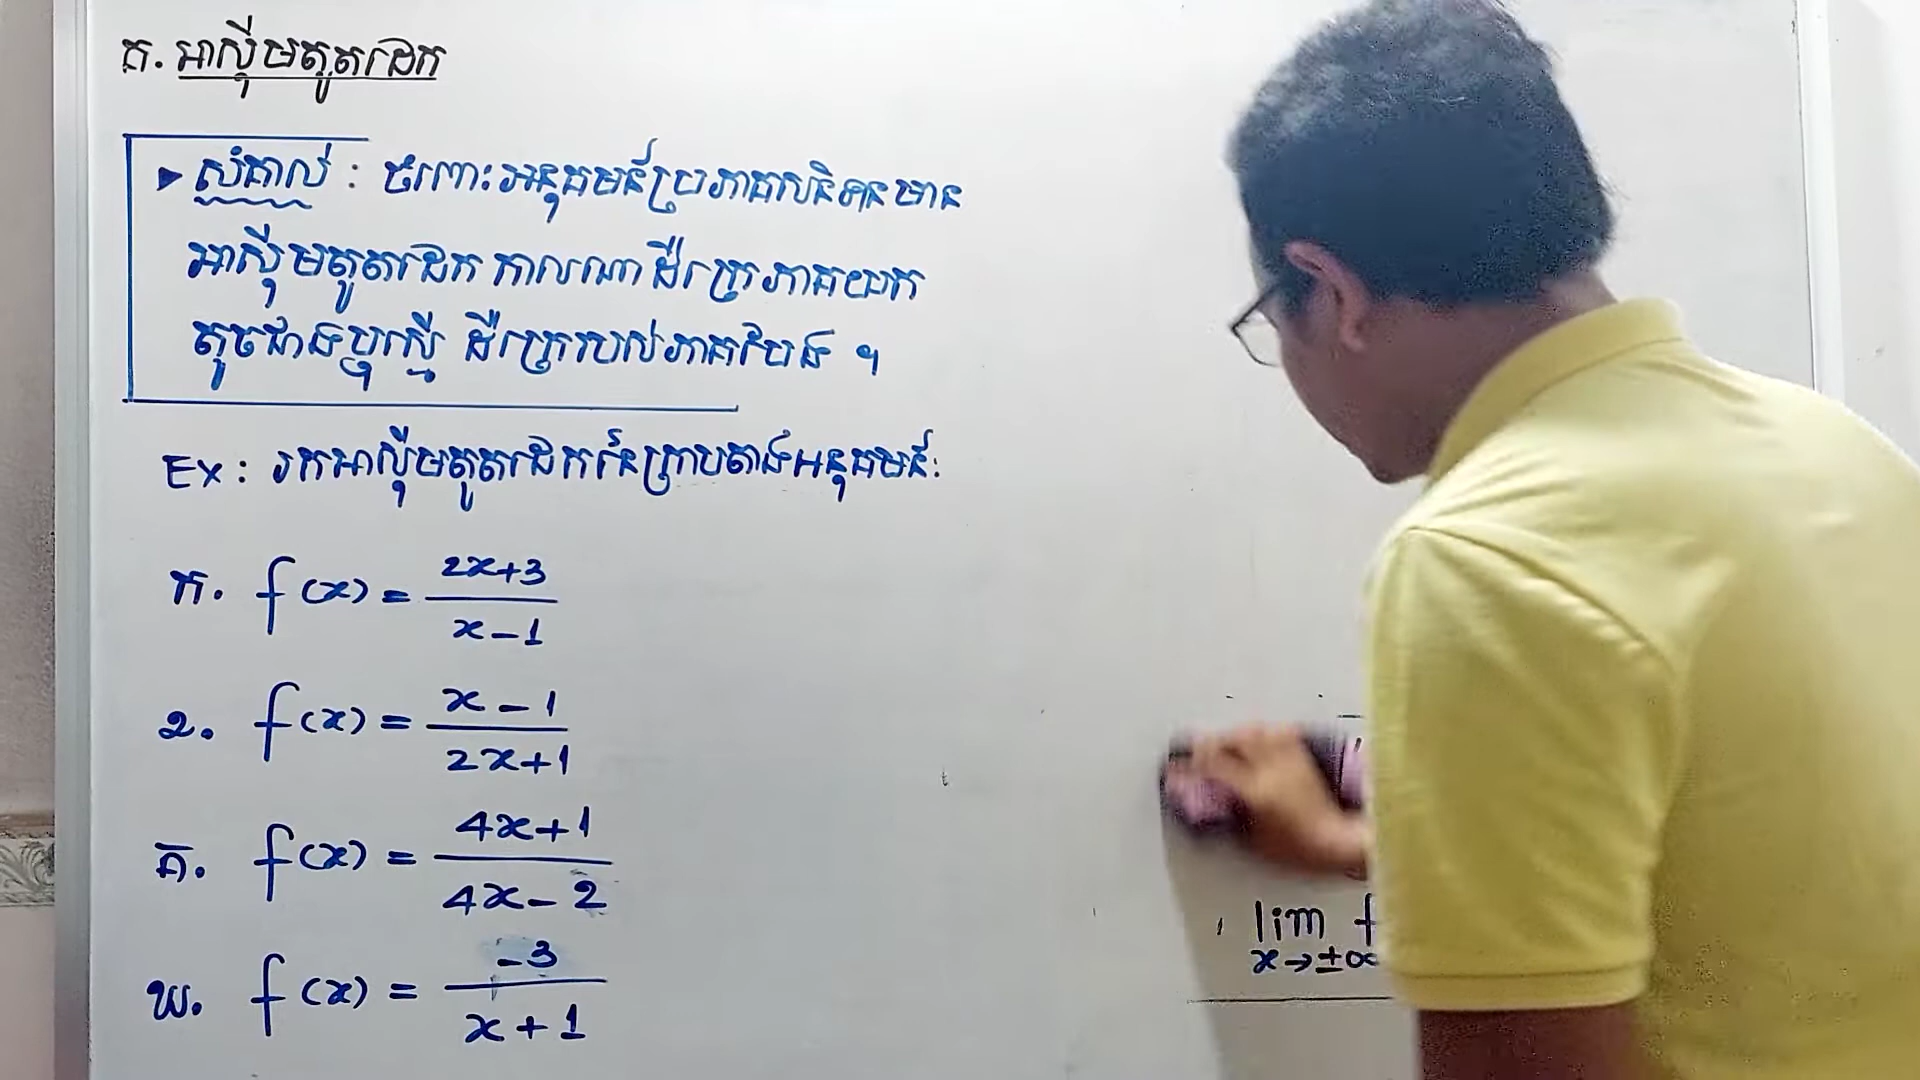 គ. អាស៊ីមតូតដេក
▸ សំគាល់ : ចំពោះអនុគមន៍ប្រភាគសនិទានមាន
អាស៊ីមតូតដេក កាលណាដឺក្រេភាគយក
តូចជាងឬស្មើ ដឺក្រេរបស់ភាគបែង ។
Ex : រកអាស៊ីមតូតដេកនៃក្រាបតាងអនុគមន៍ៈ
ក. f(x) = (2x+3)/(x-1)
ខ. f(x) = (x-1)/(2x+1)
គ. f(x) = (4x+1)/(4x-2)
ឃ. f(x) = -3/(x+1)
lim f
x→±∞